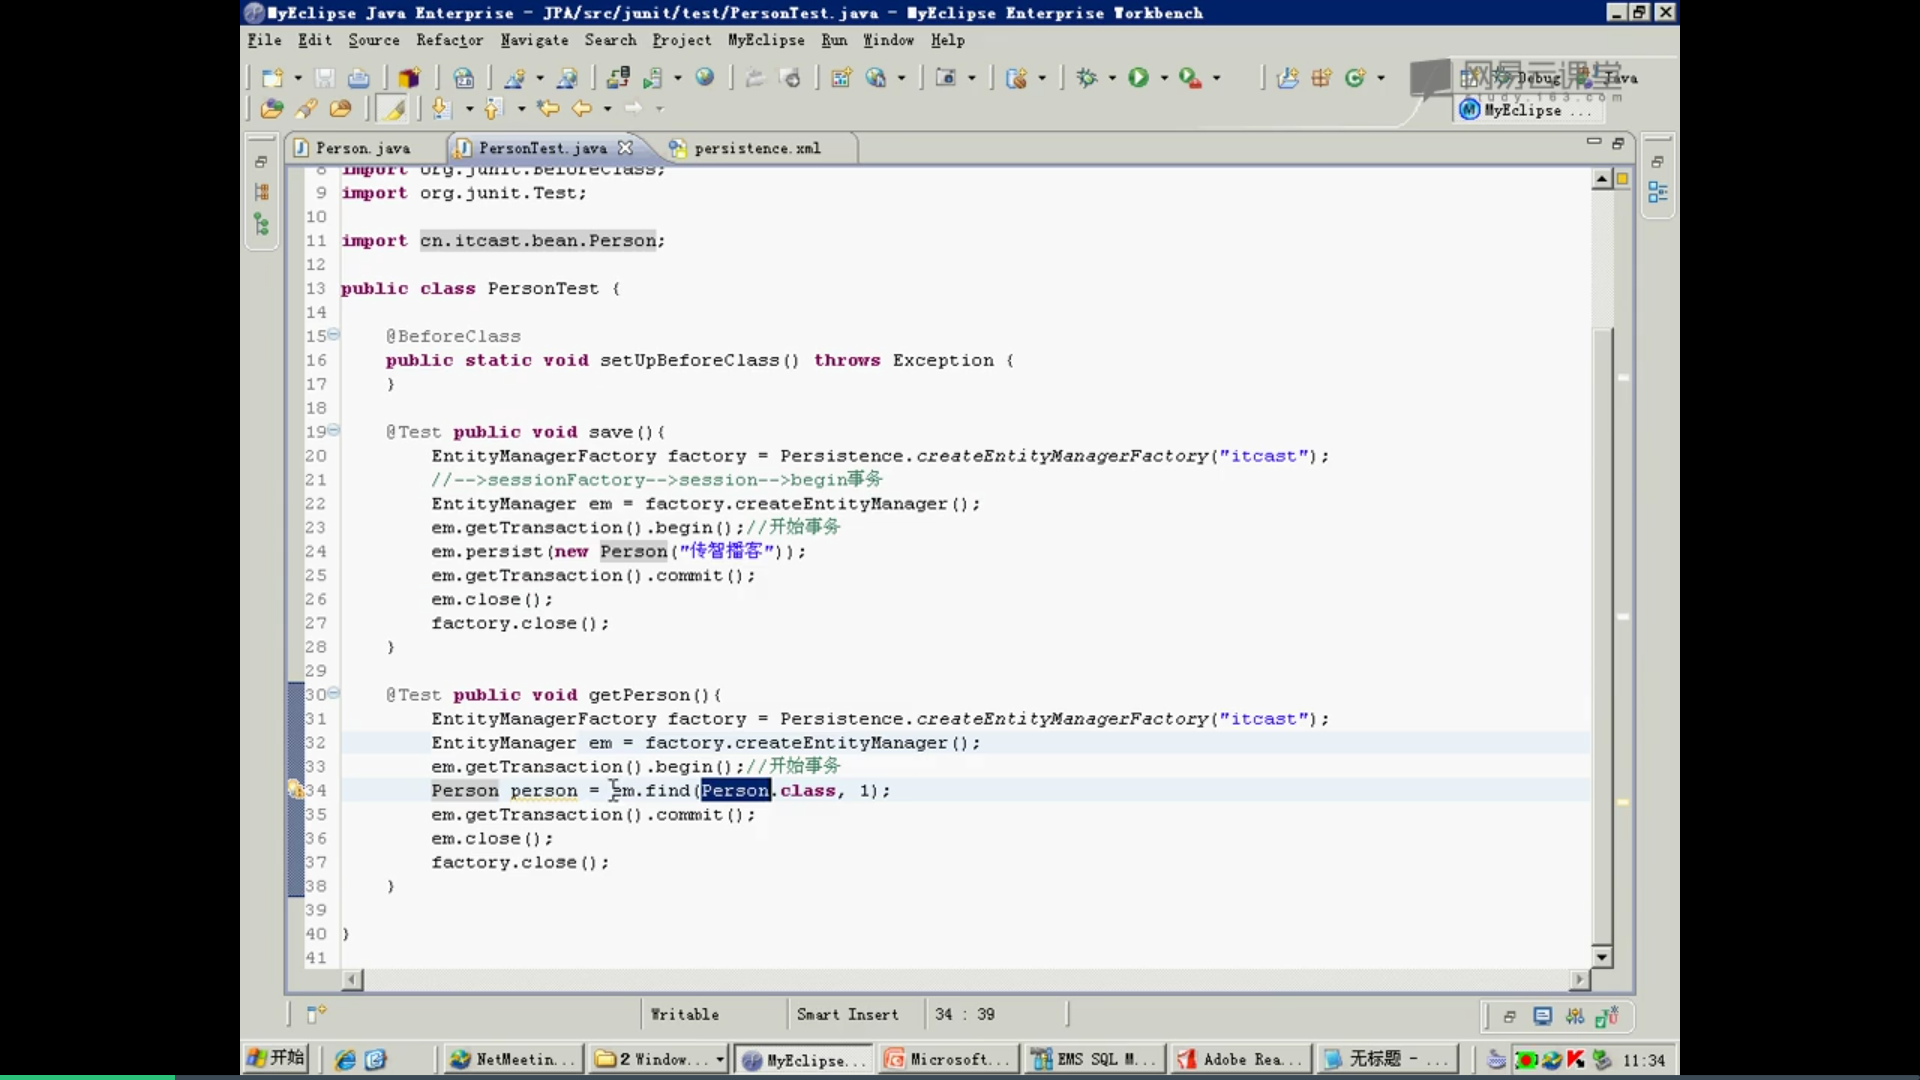 MyEclipse Java Enterprise - JPA/src/junit/test/PersonTest.java - MyEclipse Enterprise Workbench
File Edit Source Refactor Navigate Search Project MyEclipse Run Window Help
网易云课堂
study.163.com
Debug Java
MyEclipse ...
Person.java PersonTest.java persistence.xml
8 import org.junit.BeforeClass;
9 import org.junit.Test;
10
11 import cn.itcast.bean.Person;
12
13 public class PersonTest {
14
15 @BeforeClass
16 public static void setUpBeforeClass() throws Exception {
17 }
18
19 @Test public void save(){
20 EntityManagerFactory factory = Persistence.createEntityManagerFactory("itcast");
21 //-->sessionFactory-->session-->begin事务
22 EntityManager em = factory.createEntityManager();
23 em.getTransaction().begin();//开始事务
24 em.persist(new Person("传智播客"));
25 em.getTransaction().commit();
26 em.close();
27 factory.close();
28 }
29
30 @Test public void getPerson(){
31 EntityManagerFactory factory = Persistence.createEntityManagerFactory("itcast");
32 EntityManager em = factory.createEntityManager();
33 em.getTransaction().begin();//开始事务
34 Person person = em.find(Person.class, 1);
35 em.getTransaction().commit();
36 em.close();
37 factory.close();
38 }
39
40 }
41
Writable Smart Insert 34 : 39
开始 NetMeetin... 2 Window... MyEclipse... Microsoft... EMS SQL M... Adobe Rea... 无标题 - ... 11:34